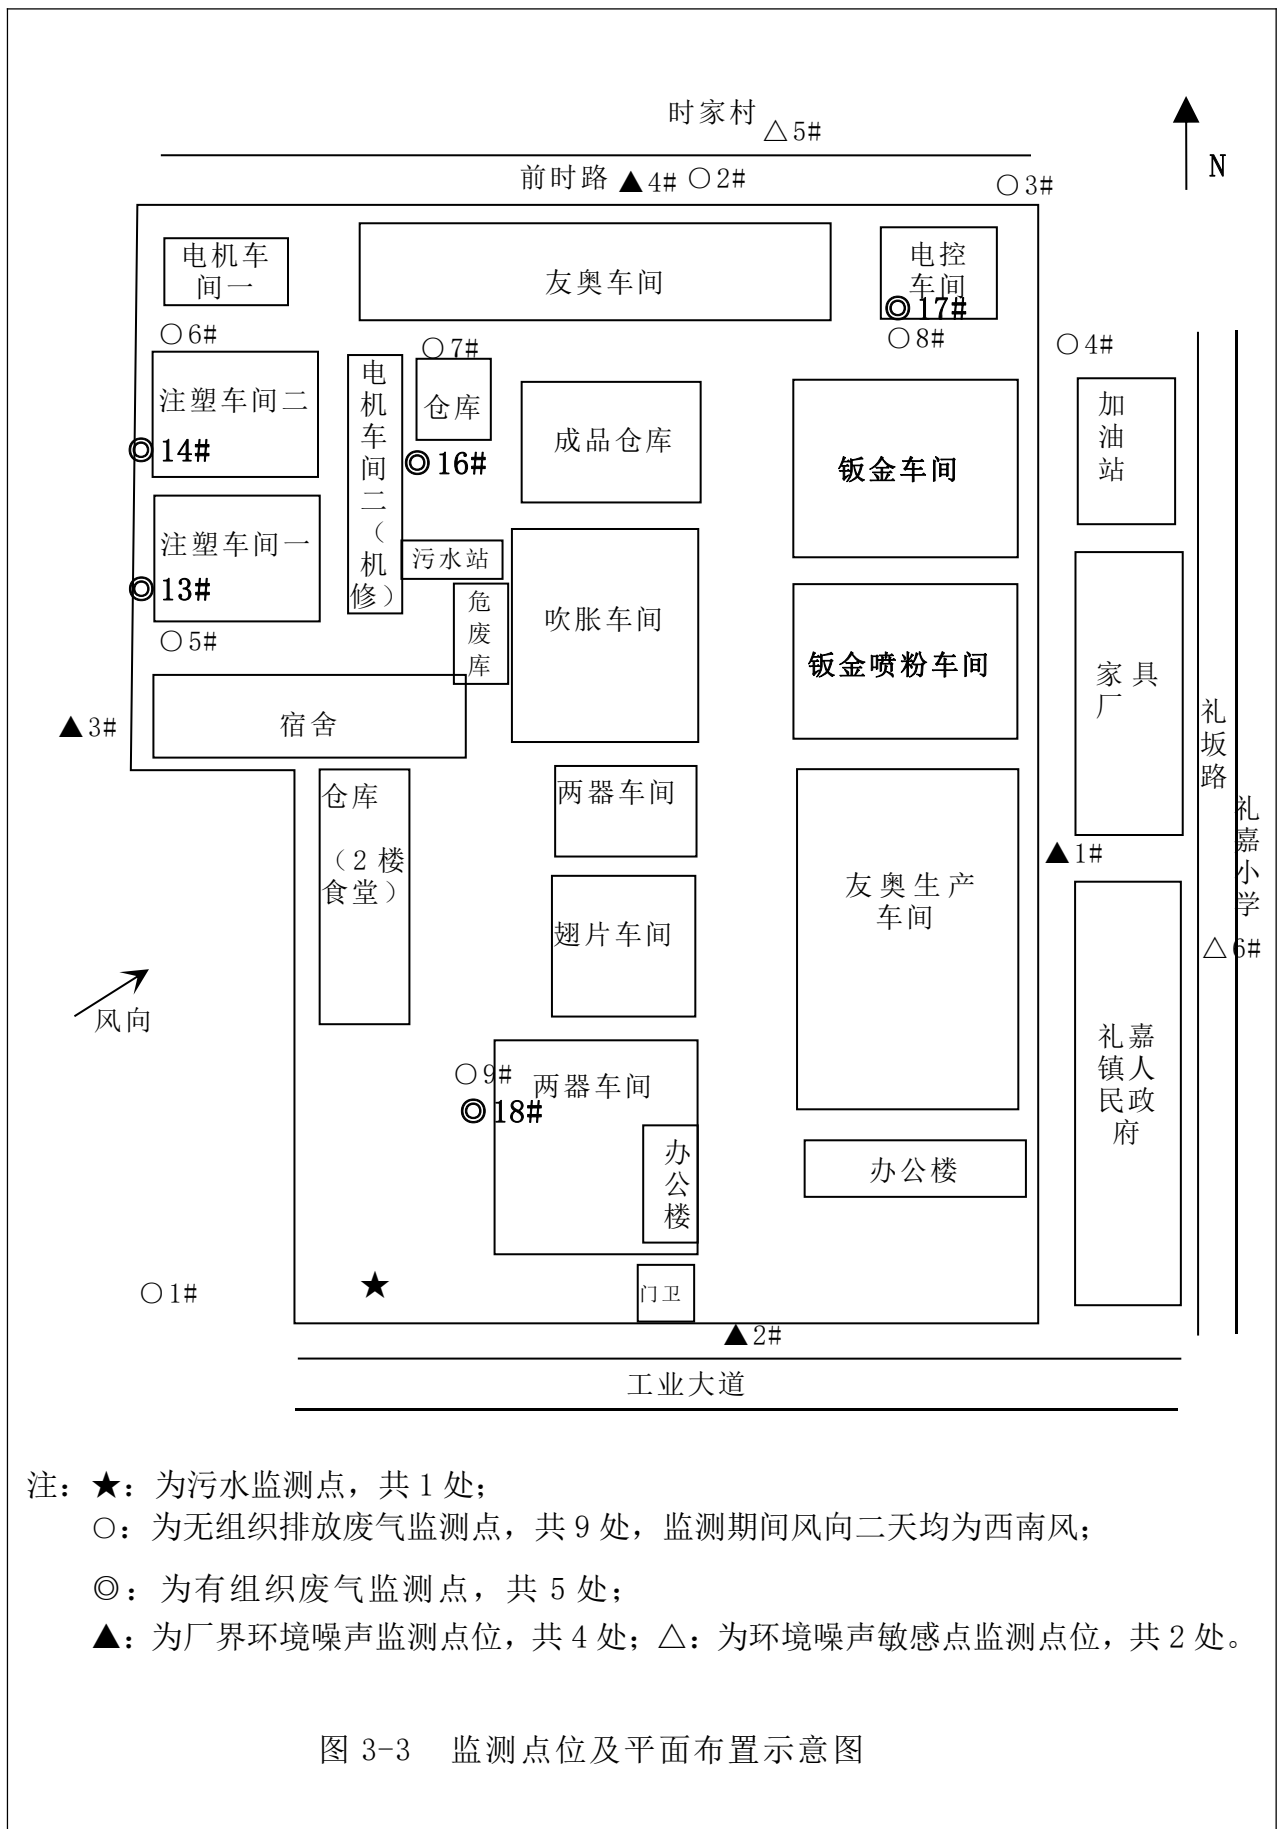 时家村
△5#
前时路 ▲4# ○2#
○3#
N
电机车
间一
友奥车间
电控
车间
◎17#
○6#
○7#
○8#
○4#
注塑车间二
◎14#
电
机
车
间
二
（
机
修）
仓库
◎16#
成品仓库
钣金车间
加
油
站
注塑车间一
◎13#
○5#
污水站
危
废
库
吹胀车间
钣金喷粉车间
家具
厂
礼
坂
路
▲3#
宿舍
仓库
（2 楼
食堂）
两器车间
友奥生产
车间
▲1#
礼
嘉
小
学
△6#
翅片车间
风向
○9#
◎18#
两器车间
办
公
楼
办公楼
礼嘉
镇人
民政
府
○1#
★
门卫
▲2#
工业大道
注：★：为污水监测点，共 1 处；
○：为无组织排放废气监测点，共 9 处，监测期间风向二天均为西南风；
◎：为有组织废气监测点，共 5 处；
▲：为厂界环境噪声监测点位，共 4 处；△：为环境噪声敏感点监测点位，共 2 处。
图 3-3 监测点位及平面布置示意图